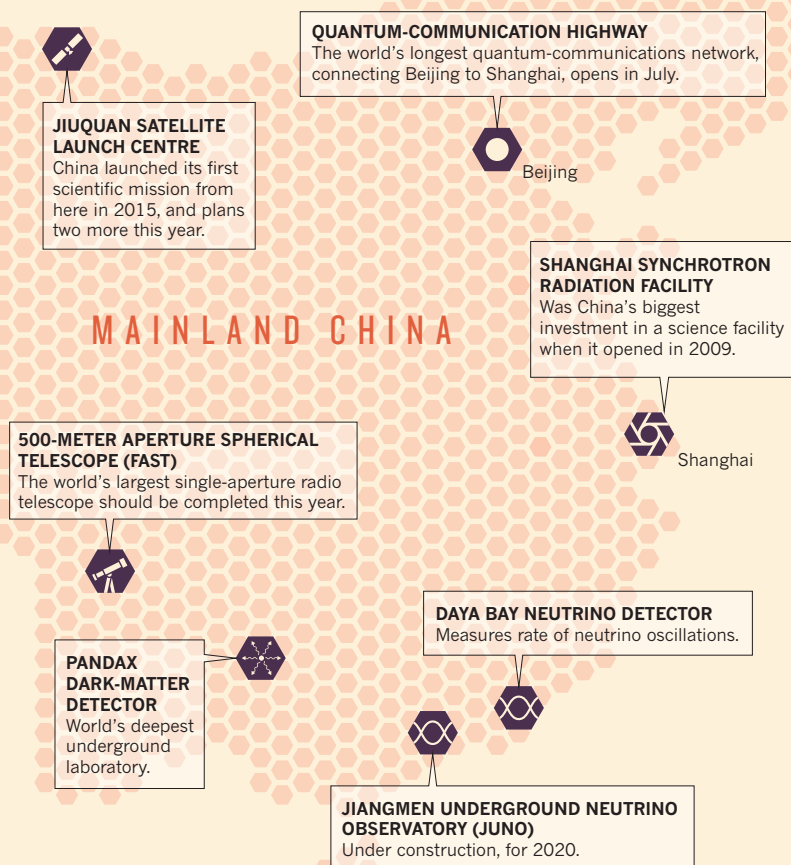 QUANTUM-COMMUNICATION HIGHWAY
The world’s longest quantum-communications network,
connecting Beijing to Shanghai, opens in July.
JIUQUAN SATELLITE
LAUNCH CENTRE
China launched its first
scientific mission from
here in 2015, and plans
two more this year.
Beijing
SHANGHAI SYNCHROTRON
RADIATION FACILITY
Was China’s biggest
investment in a science facility
when it opened in 2009.
MAINLAND CHINA
Shanghai
500-METER APERTURE SPHERICAL
TELESCOPE (FAST)
The world’s largest single-aperture radio
telescope should be completed this year.
DAYA BAY NEUTRINO DETECTOR
Measures rate of neutrino oscillations.
PANDAX
DARK-MATTER
DETECTOR
World’s deepest
underground
laboratory.
JIANGMEN UNDERGROUND NEUTRINO
OBSERVATORY (JUNO)
Under construction, for 2020.